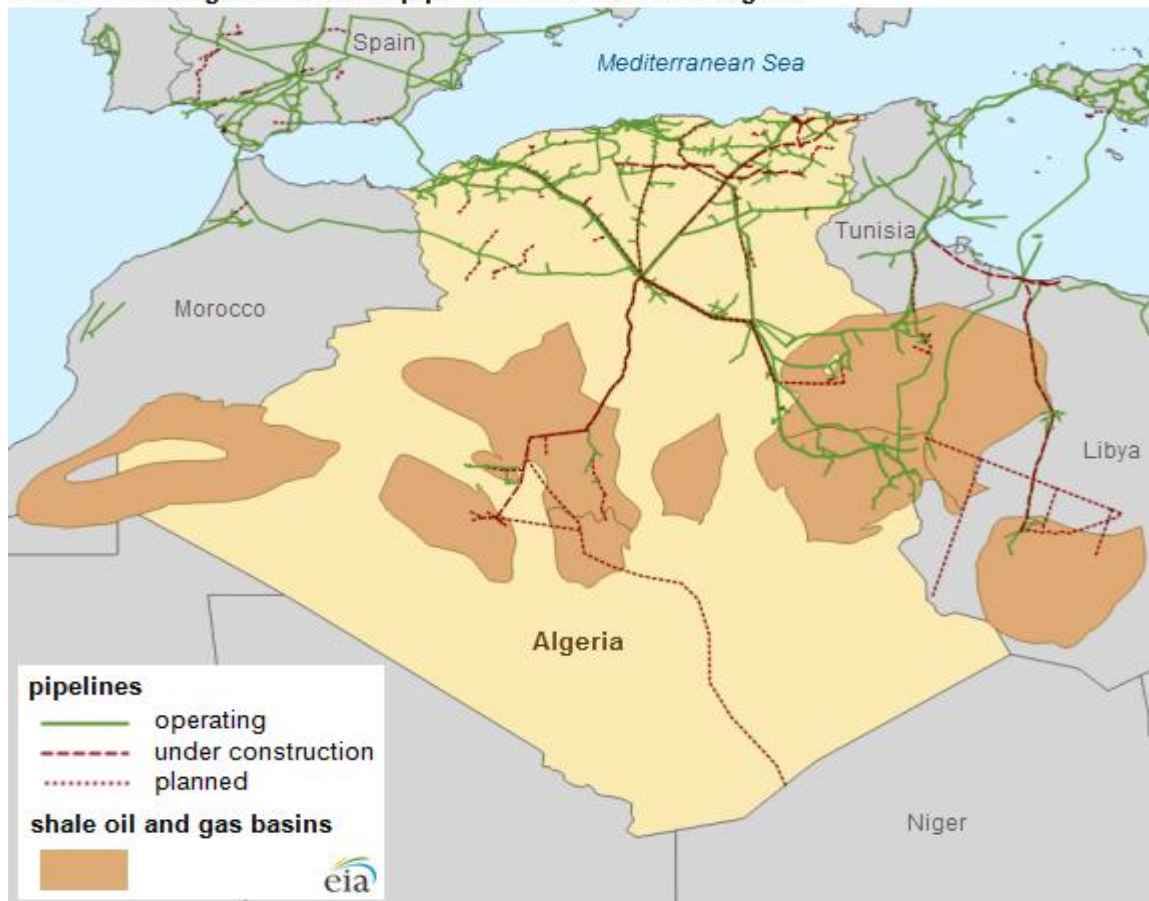 Spain
Mediterranean Sea
Tunisia
Morocco
Libya
Algeria
Niger
pipelines
operating
under construction
planned
shale oil and gas basins
eia